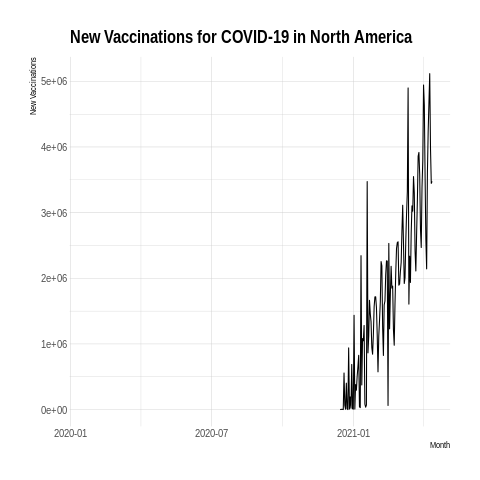 New Vaccinations for COVID-19 in North America
New Vaccinations
5e+06
4e+06
3e+06
2e+06
1e+06
0e+00
2020-01
2020-07
2021-01
Month